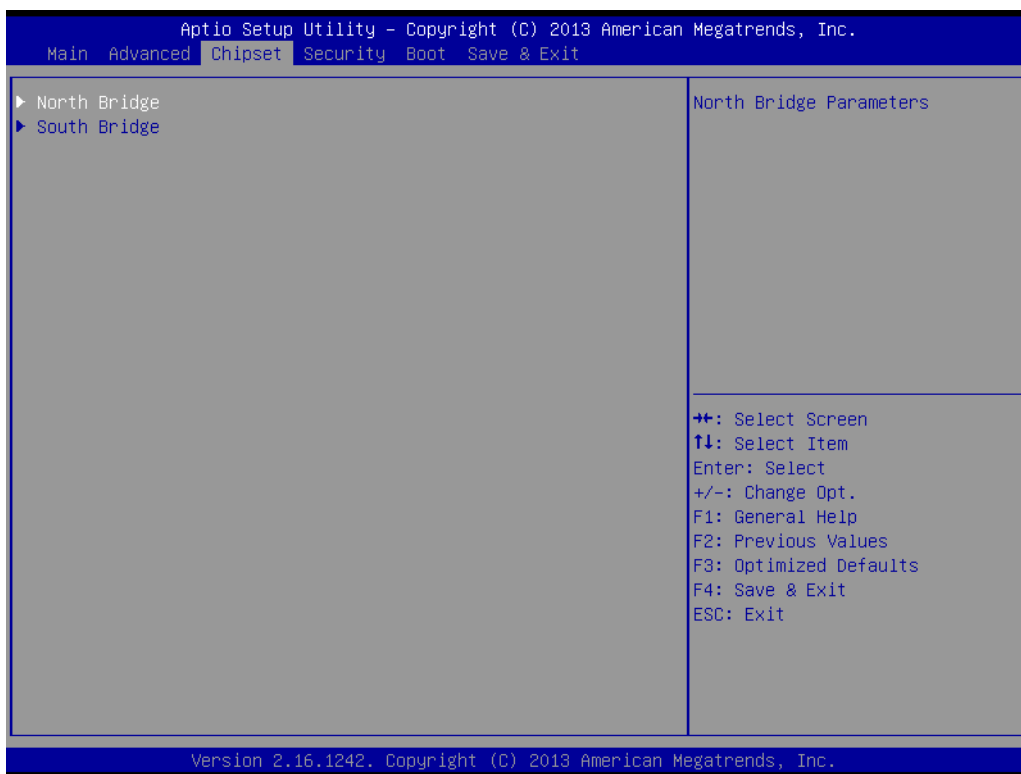 Aptio Setup Utility – Copyright (C) 2013 American Megatrends, Inc.
Main Advanced Chipset Security Boot Save & Exit
▶ North Bridge
▶ South Bridge
North Bridge Parameters
→←: Select Screen
↑↓: Select Item
Enter: Select
+/-: Change Opt.
F1: General Help
F2: Previous Values
F3: Optimized Defaults
F4: Save & Exit
ESC: Exit
Version 2.16.1242. Copyright (C) 2013 American Megatrends, Inc.